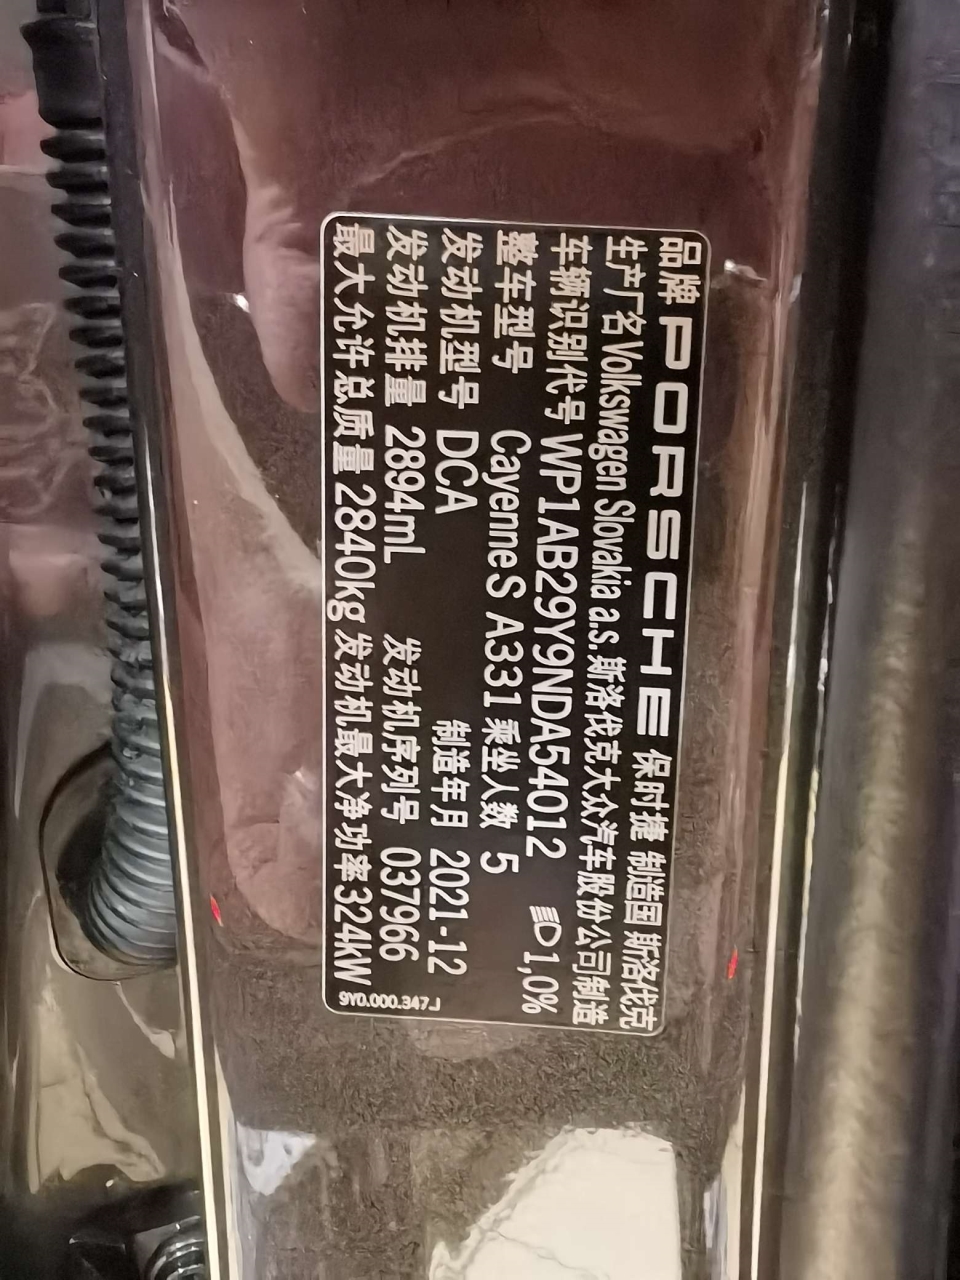 品牌 PORSCHE 保时捷 制造国 斯洛伐克
生产厂名 Volkswagen Slovakia a.s. 斯洛伐克大众汽车股份公司制造
车辆识别代号 WP1AB29Y9NDA54012 1,0%
整车型号 Cayenne S A331 乘坐人数 5
发动机型号 DCA 制造年月 2021-12
发动机排量 2894mL 发动机序列号 037966
最大允许总质量 2840kg 发动机最大净功率 324kW
9Y0.000.347.J